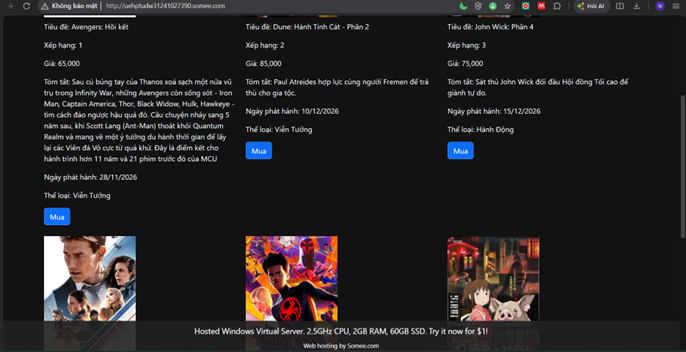 Không bảo mật
http://uehptudw31241027390.somee.com
Hỏi AI
N
Tiêu đề: Avengers: Hồi kết
Xếp hạng: 1
Giá: 65,000
Tóm tắt: Sau cú búng tay của Thanos xoá sạch một nửa vũ
trụ trong Infinity War, những Avengers còn sống sót - Iron
Man, Captain America, Thor, Black Widow, Hulk, Hawkeye -
tìm cách đảo ngược hậu quả đó. Câu chuyện nhảy sang 5
năm sau, khi Scott Lang (Ant-Man) thoát khỏi Quantum
Realm và mang về một ý tưởng du hành thời gian để lấy
lại các Viên đá Vô cực từ quá khứ. Đây là điểm kết cho
hành trình hơn 11 năm và 21 phim trước đó của MCU
Ngày phát hành: 28/11/2026
Thể loại: Viễn Tưởng
Mua
Tiêu đề: Dune: Hành Tinh Cát - Phần 2
Xếp hạng: 2
Giá: 85,000
Tóm tắt: Paul Atreides hợp lực cùng người Fremen để trả
thù cho gia tộc.
Ngày phát hành: 10/12/2026
Thể loại: Viễn Tưởng
Mua
Tiêu đề: John Wick: Phần 4
Xếp hạng: 3
Giá: 75,000
Tóm tắt: Sát thủ John Wick đối đầu Hội đồng Tối cao để
giành tự do.
Ngày phát hành: 15/12/2026
Thể loại: Hành Động
Mua
Hosted Windows Virtual Server. 2.5GHz CPU, 2GB RAM, 60GB SSD. Try it now for $1!
Web hosting by Somee.com